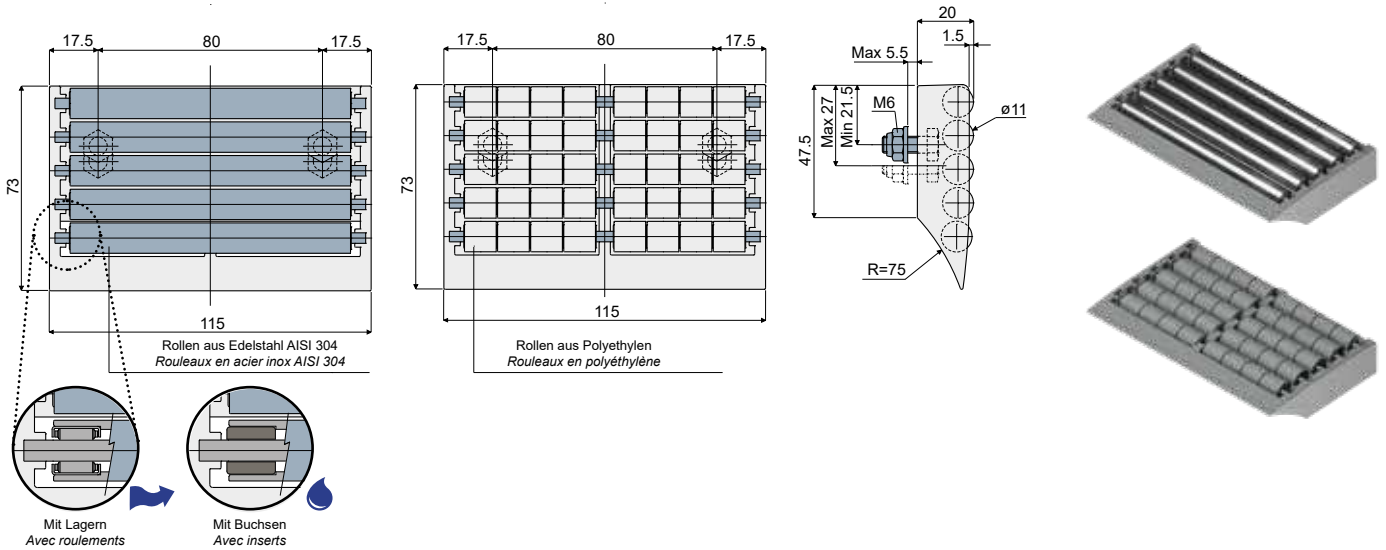 17.5
80
17.5
73
115
Rollen aus Edelstahl AISI 304
Rouleaux en acier inox AISI 304
Mit Lagern
Avec roulements
Mit Buchsen
Avec inserts
17.5
80
17.5
73
115
Rollen aus Polyethylen
Rouleaux en polyéthylène
20
1.5
Max 5.5
M6
ø11
Min 21.5
Max 27
47.5
R=75